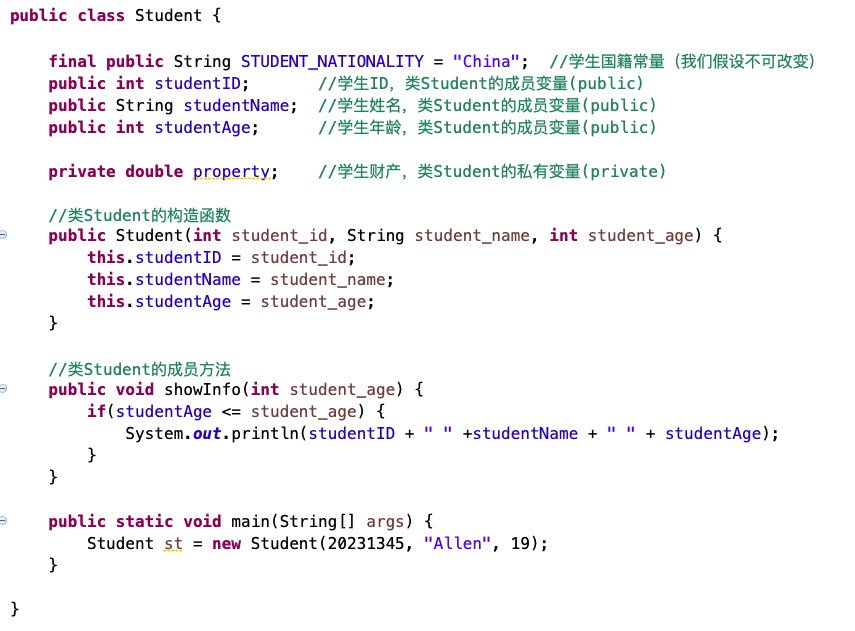 public class Student {
final public String STUDENT_NATIONALITY = "China";  //学生国籍常量（我们假设不可改变）
public int studentID;       //学生ID，类Student的成员变量(public)
public String studentName;  //学生姓名，类Student的成员变量(public)
public int studentAge;      //学生年龄，类Student的成员变量(public)
private double property;    //学生财产，类Student的私有变量(private)
//类Student的构造函数
public Student(int student_id, String student_name, int student_age) {
this.studentID = student_id;
this.studentName = student_name;
this.studentAge = student_age;
}
//类Student的成员方法
public void showInfo(int student_age) {
if(studentAge <= student_age) {
System.out.println(studentID + " " +studentName + " " + studentAge);
}
}
public static void main(String[] args) {
Student st = new Student(20231345, "Allen", 19);
}
}